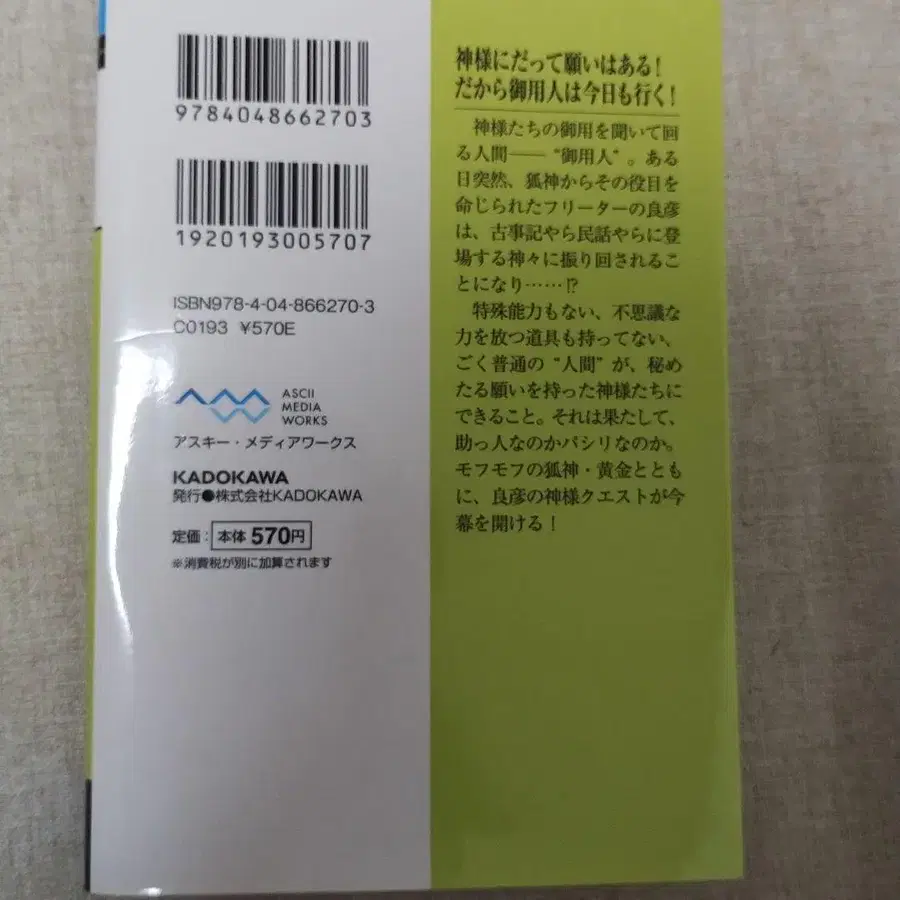 9784048662703
1920193005707
ISBN978-4-04-866270-3
C0193 ¥570E
ASCII
MEDIA
WORKS
アスキー・メディアワークス
KADOKAWA
発行●株式会社KADOKAWA
定価：本体570円
※消費税が別に加算されます
神様にだって願いはある！
だから御用人は今日も行く！
神様たちの御用を聞いて回
る人間——“御用人”。ある
日突然、狐神からその役目を
命じられたフリーターの良彦
は、古事記やら民話やらに登
場する神々に振り回されるこ
とになり……⁉
特殊能力もない、不思議な
力を放つ道具も持ってない、
ごく普通の“人間”が、秘め
たる願いを持った神様たちに
できること。それは果たして、
助っ人なのかパシリなのか。
モフモフの狐神・黄金ととも
に、良彦の神様クエストが今
幕を開ける！